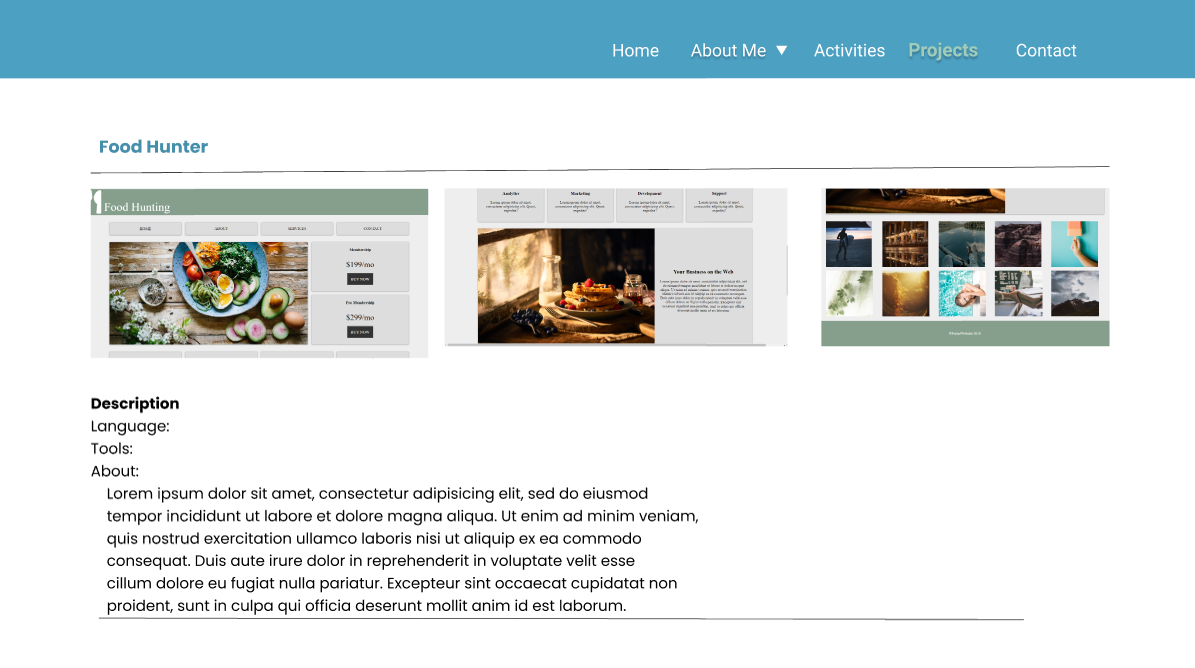 Home About Me ▼ Activities Projects Contact
Food Hunter
Food Hunting
HOME ABOUT SERVICES CONTACT
Membership
$199/mo
BUY NOW
Pro Membership
$299/mo
BUY NOW
Analytics Marketing Development Support
Your Business on the Web
Description
Language:
Tools:
About:
Lorem ipsum dolor sit amet, consectetur adipisicing elit, sed do eiusmod
tempor incididunt ut labore et dolore magna aliqua. Ut enim ad minim veniam,
quis nostrud exercitation ullamco laboris nisi ut aliquip ex ea commodo
consequat. Duis aute irure dolor in reprehenderit in voluptate velit esse
cillum dolore eu fugiat nulla pariatur. Excepteur sint occaecat cupidatat non
proident, sunt in culpa qui officia deserunt mollit anim id est laborum.